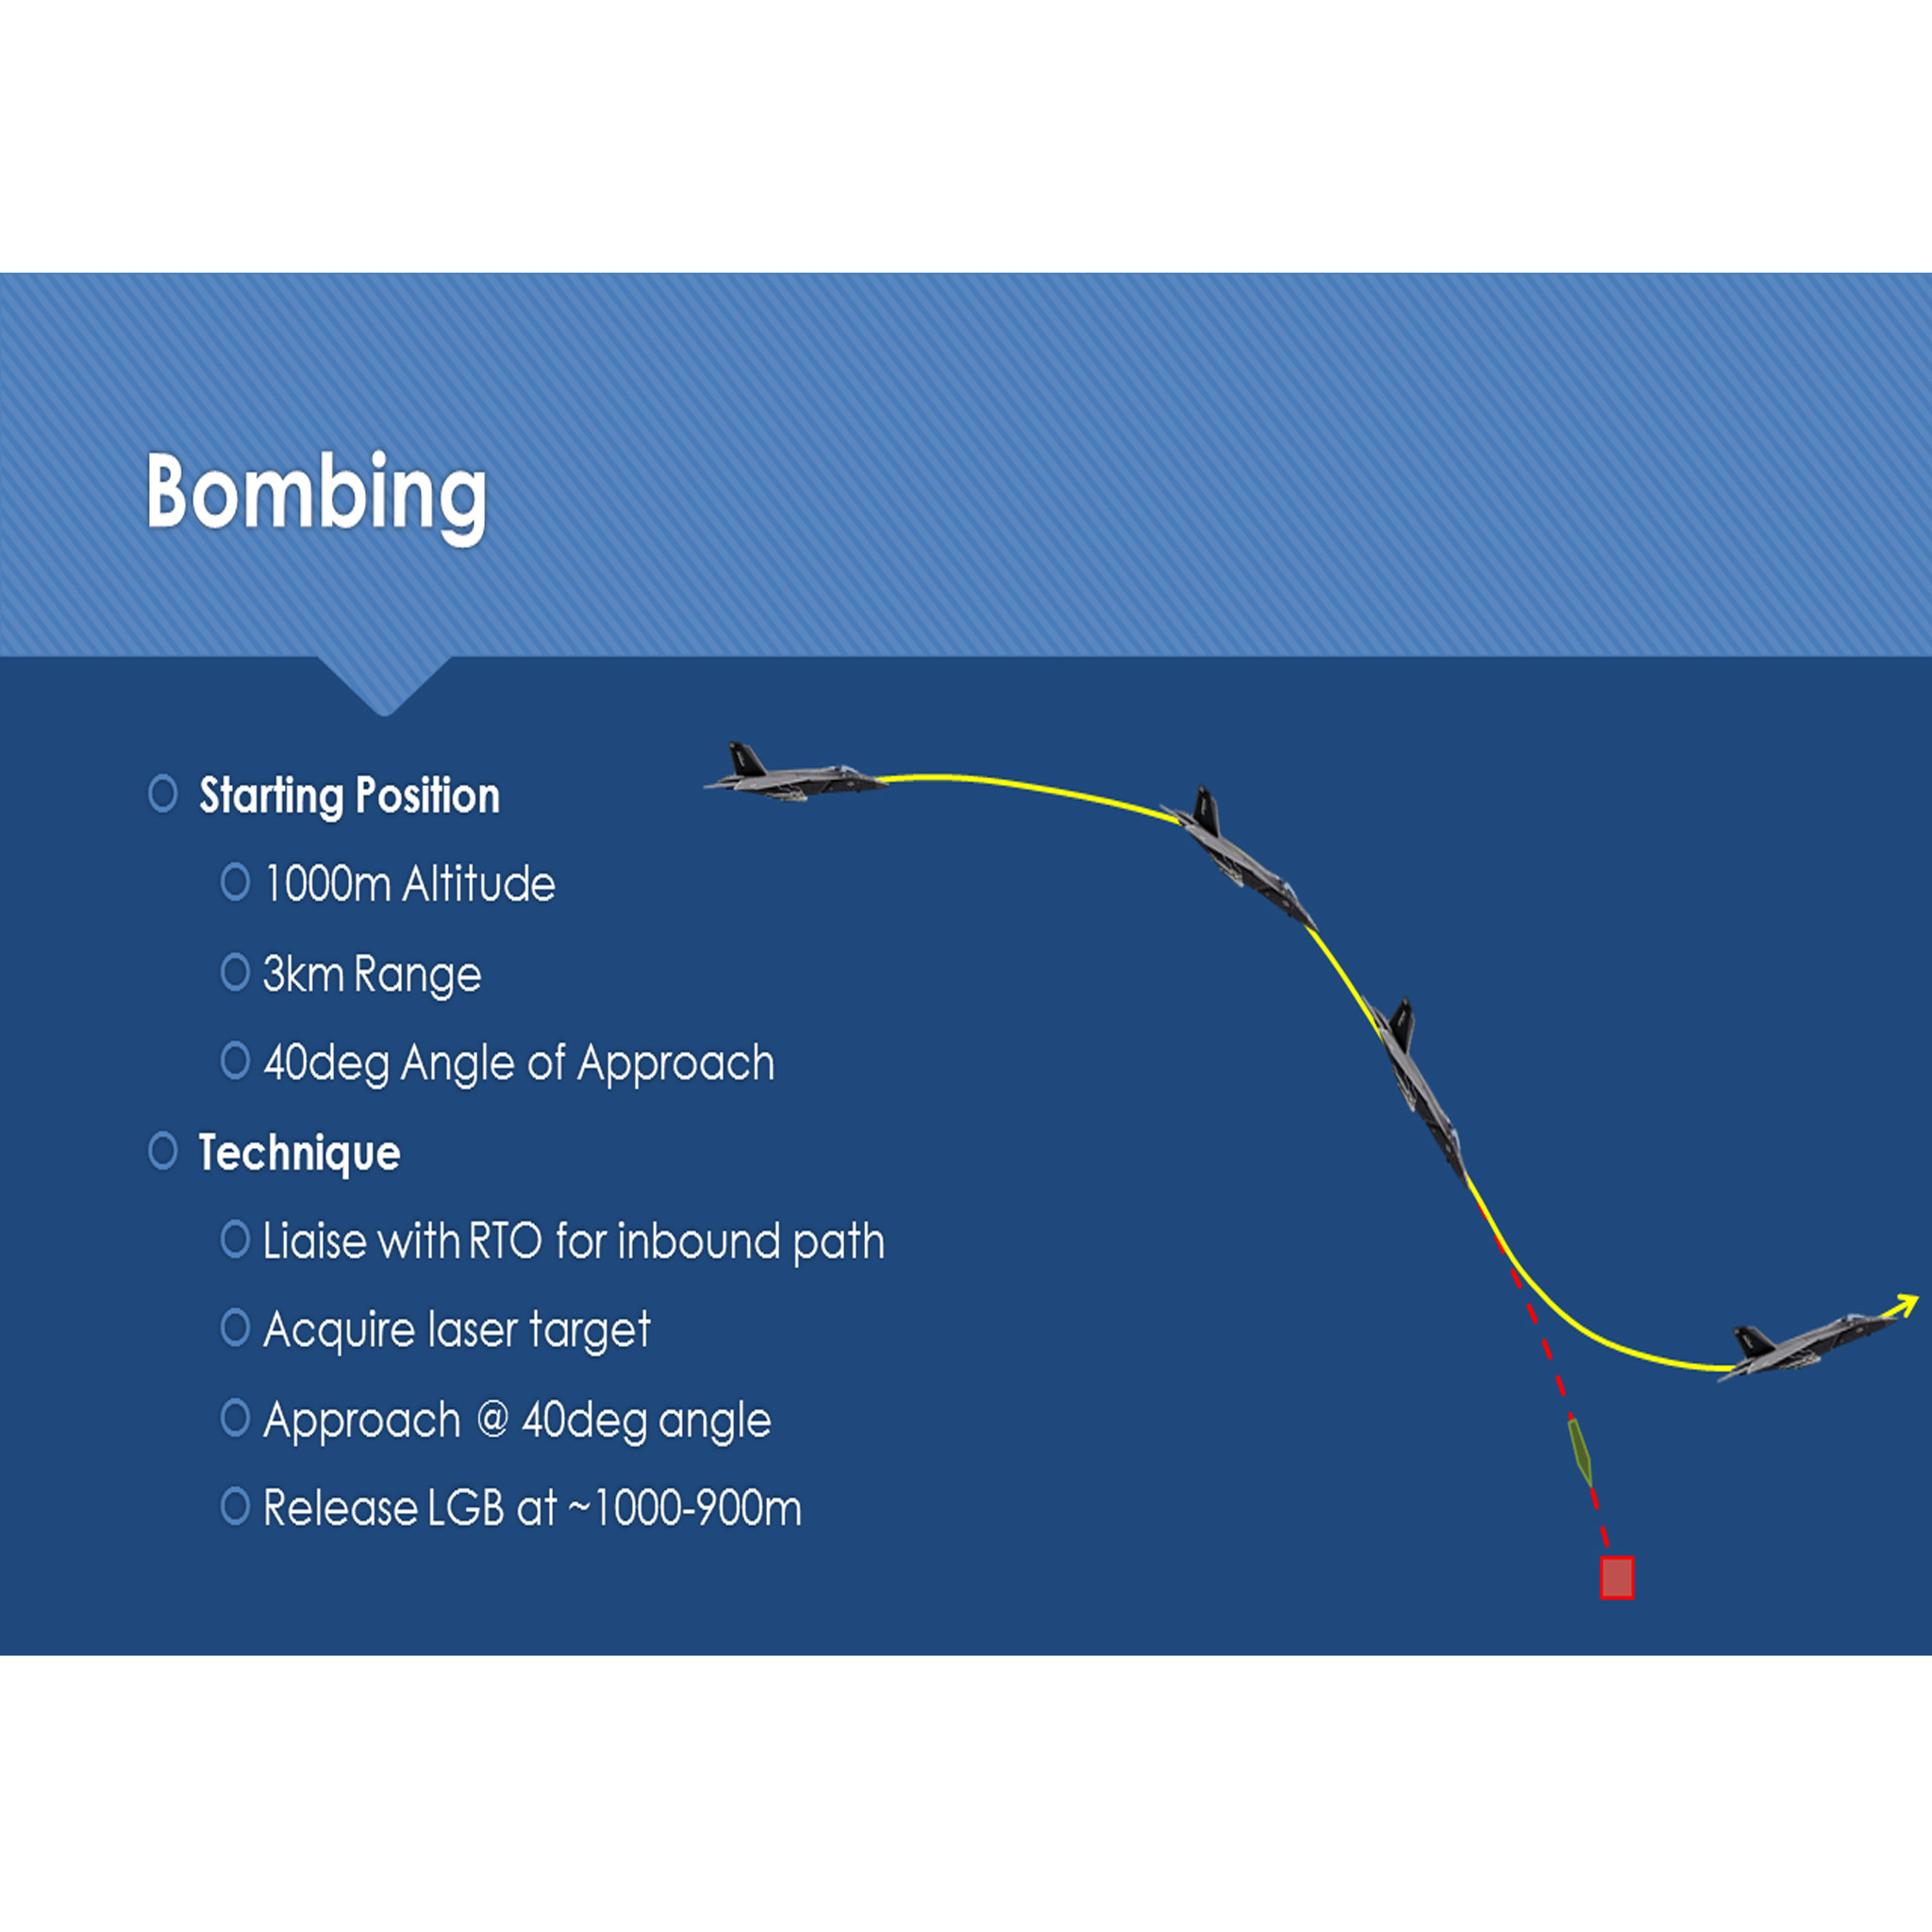 Bombing
Starting Position
1000m Altitude
3km Range
40deg Angle of Approach
Technique
Liaise with RTO for inbound path
Acquire laser target
Approach @ 40deg angle
Release LGB at ~1000-900m